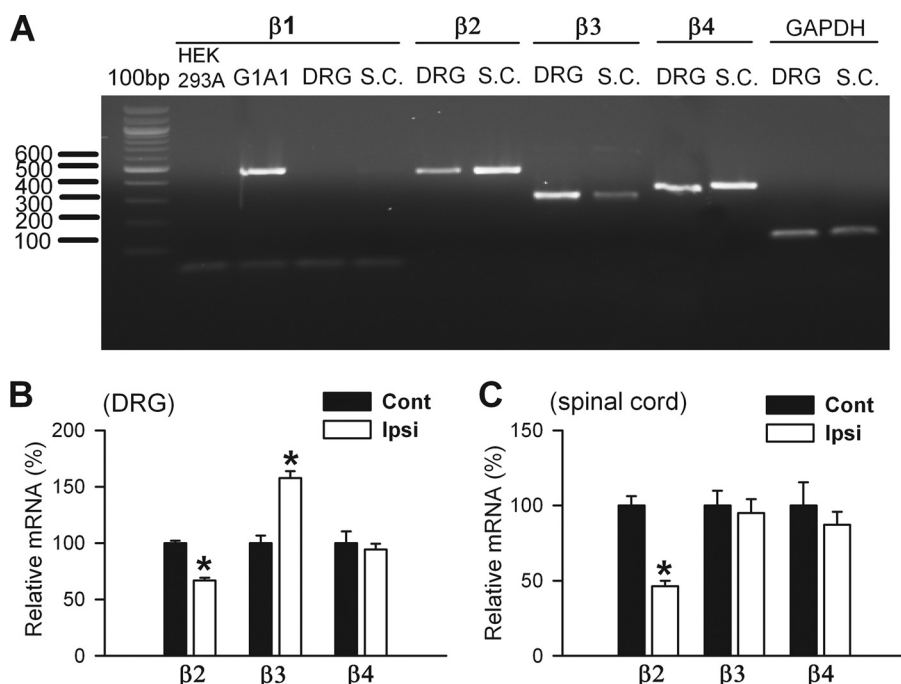 A
β1 β2 β3 β4 GAPDH
100bp HEK 293A G1A1 DRG S.C. DRG S.C. DRG S.C. DRG S.C. DRG S.C.
600
500
400
300
200
100
B (DRG)
Cont
Ipsi
Relative mRNA (%)
200
150
100
50
0
*
*
β2 β3 β4
C (spinal cord)
Cont
Ipsi
Relative mRNA (%)
150
100
50
0
*
β2 β3 β4